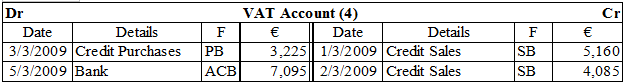 Dr VAT Account (4) Cr
Date Details F € Date Details F €
3/3/2009 Credit Purchases PB 3,225 1/3/2009 Credit Sales SB 5,160
5/3/2009 Bank ACB 7,095 2/3/2009 Credit Sales SB 4,085